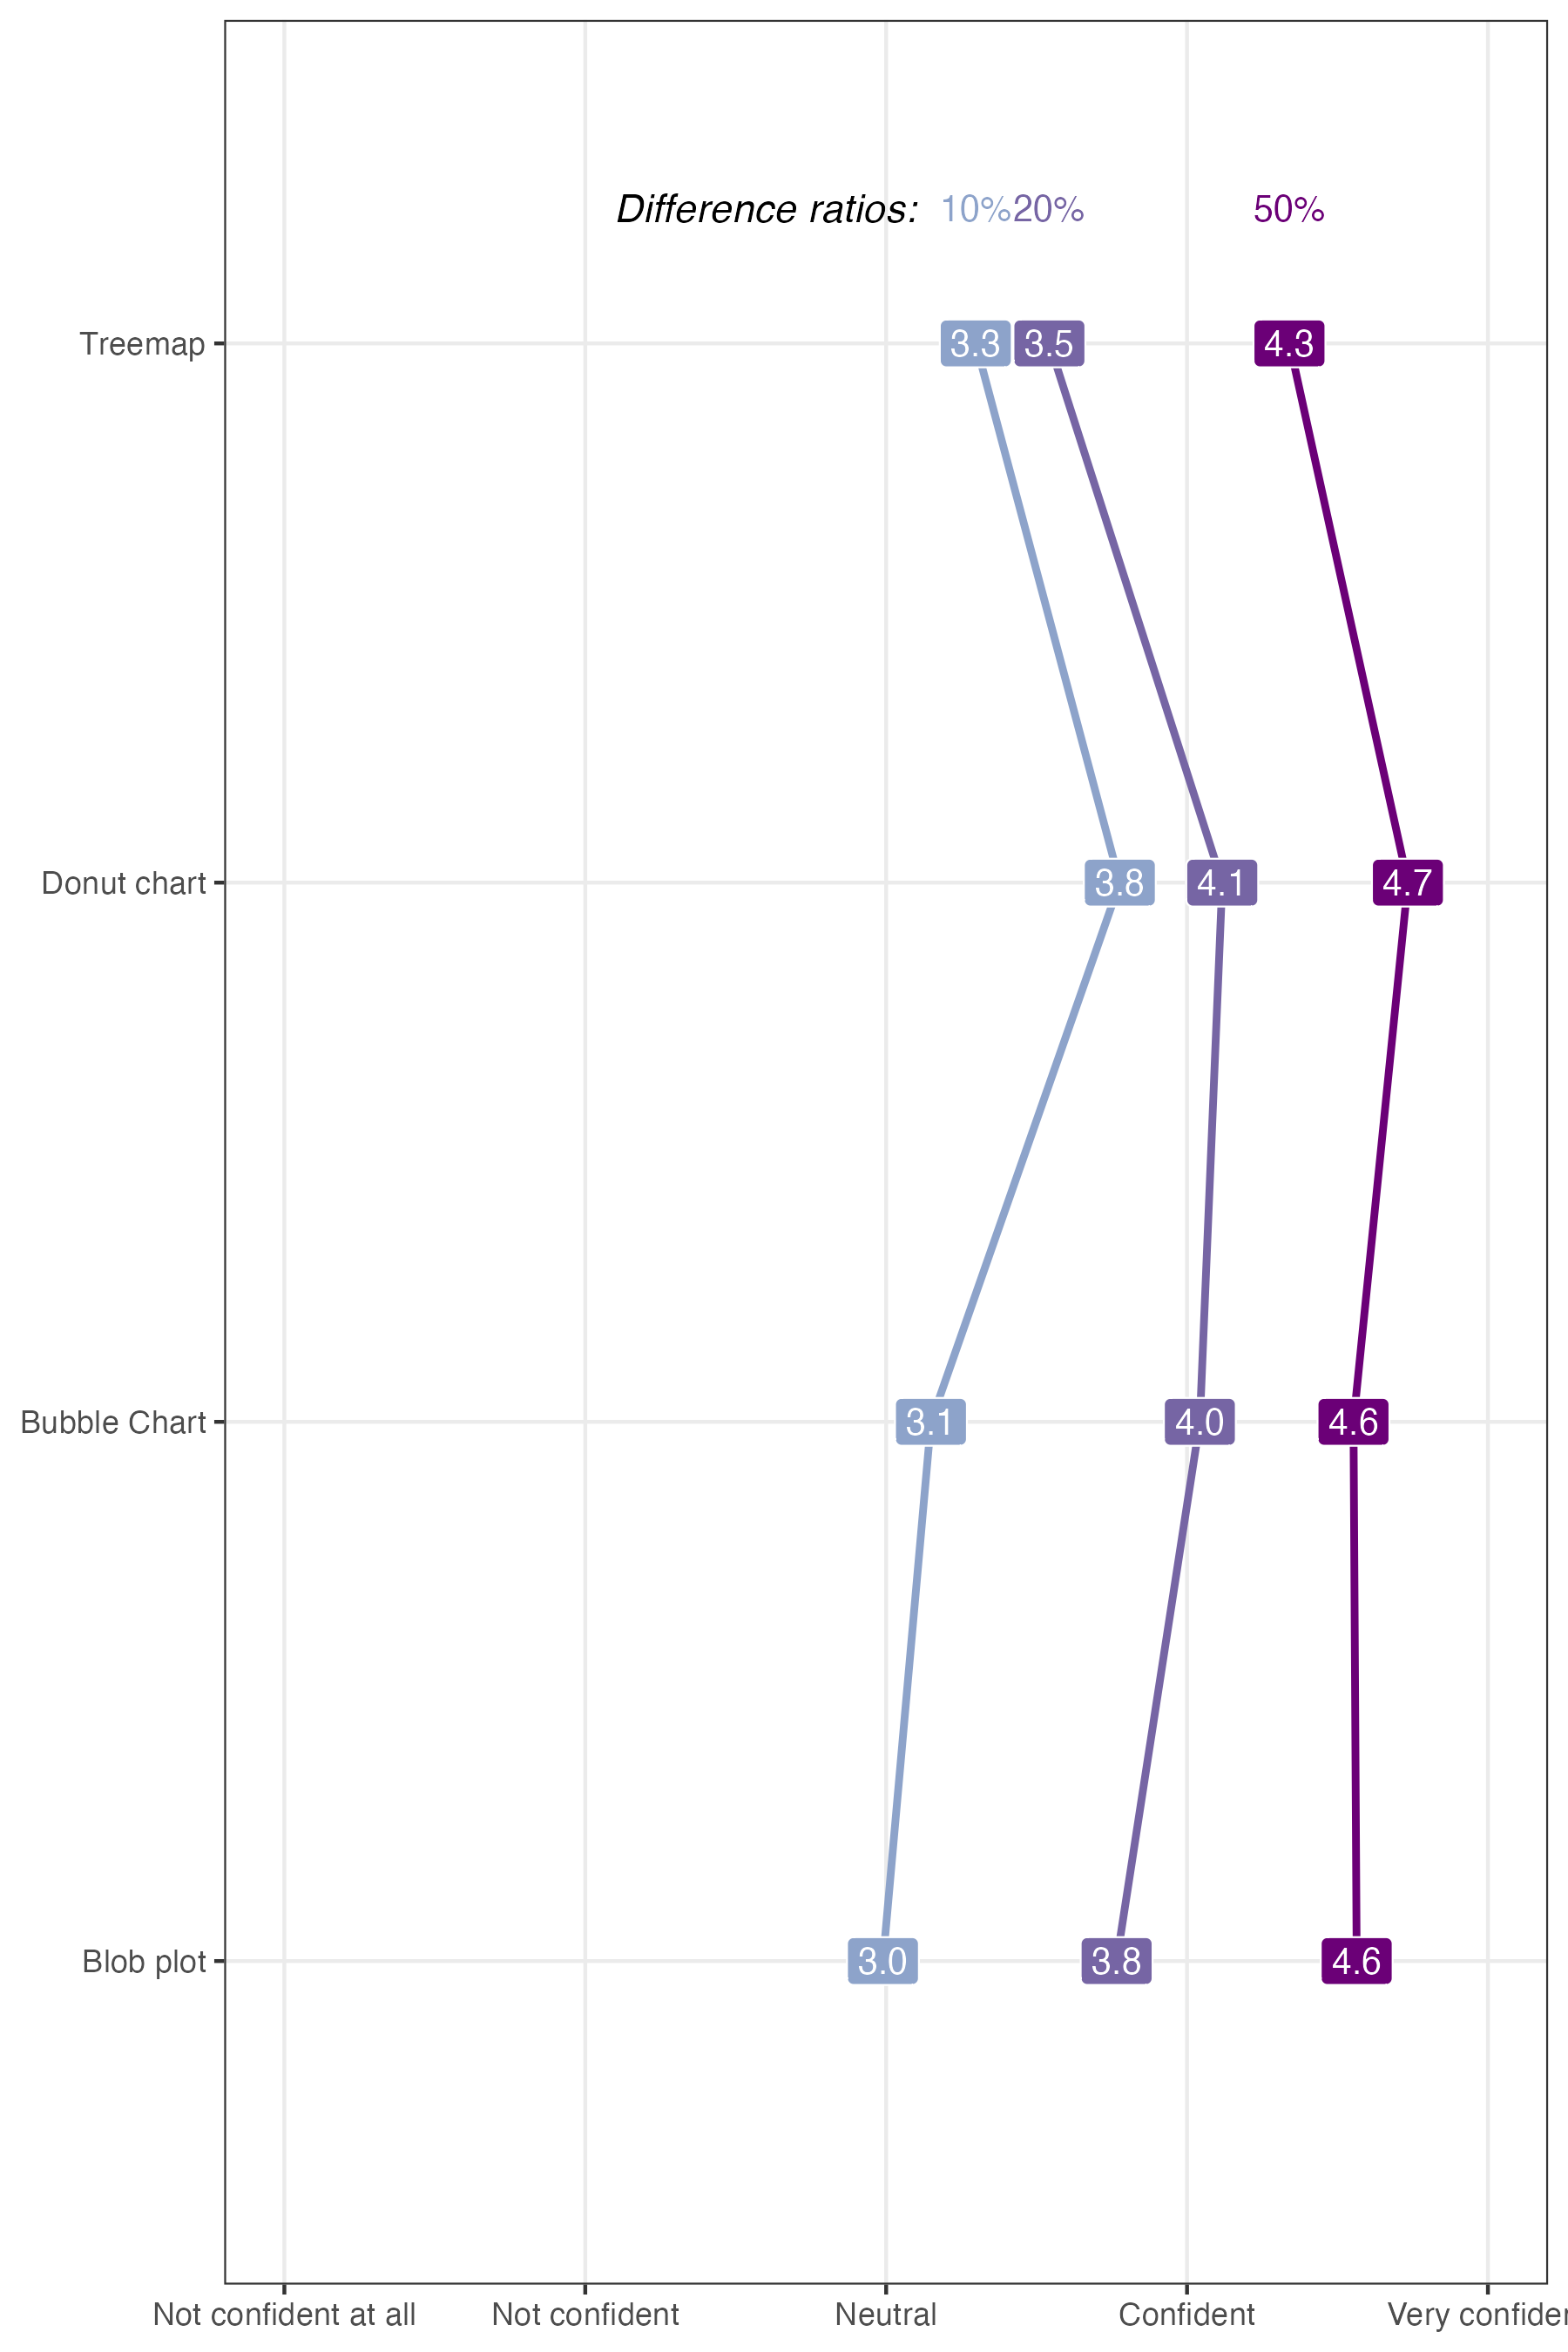 Difference ratios: 10% 20% 50%
Treemap 3.3 3.5 4.3
Donut chart 3.8 4.1 4.7
Bubble Chart 3.1 4.0 4.6
Blob plot 3.0 3.8 4.6
Not confident at all Not confident Neutral Confident Very confider